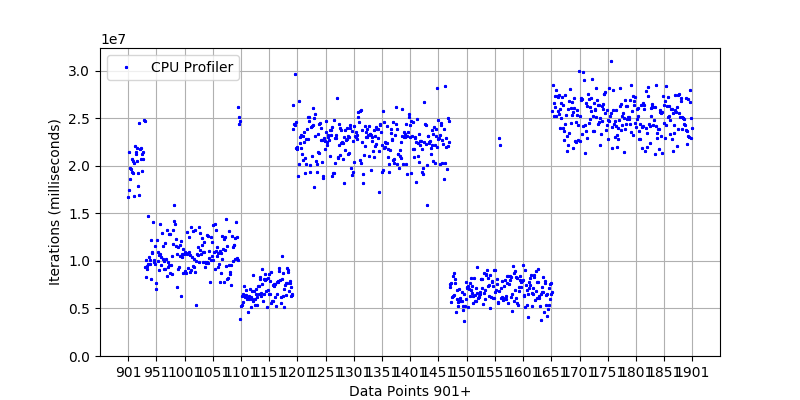 1e7
CPU Profiler
3.0
2.5
2.0
1.5
1.0
0.5
0.0
Iterations (milliseconds)
901 951 1001 1051 1101 1151 1201 1251 1301 1351 1401 1451 1501 1551 1601 1651 1701 1751 1801 1851 1901
Data Points 901+